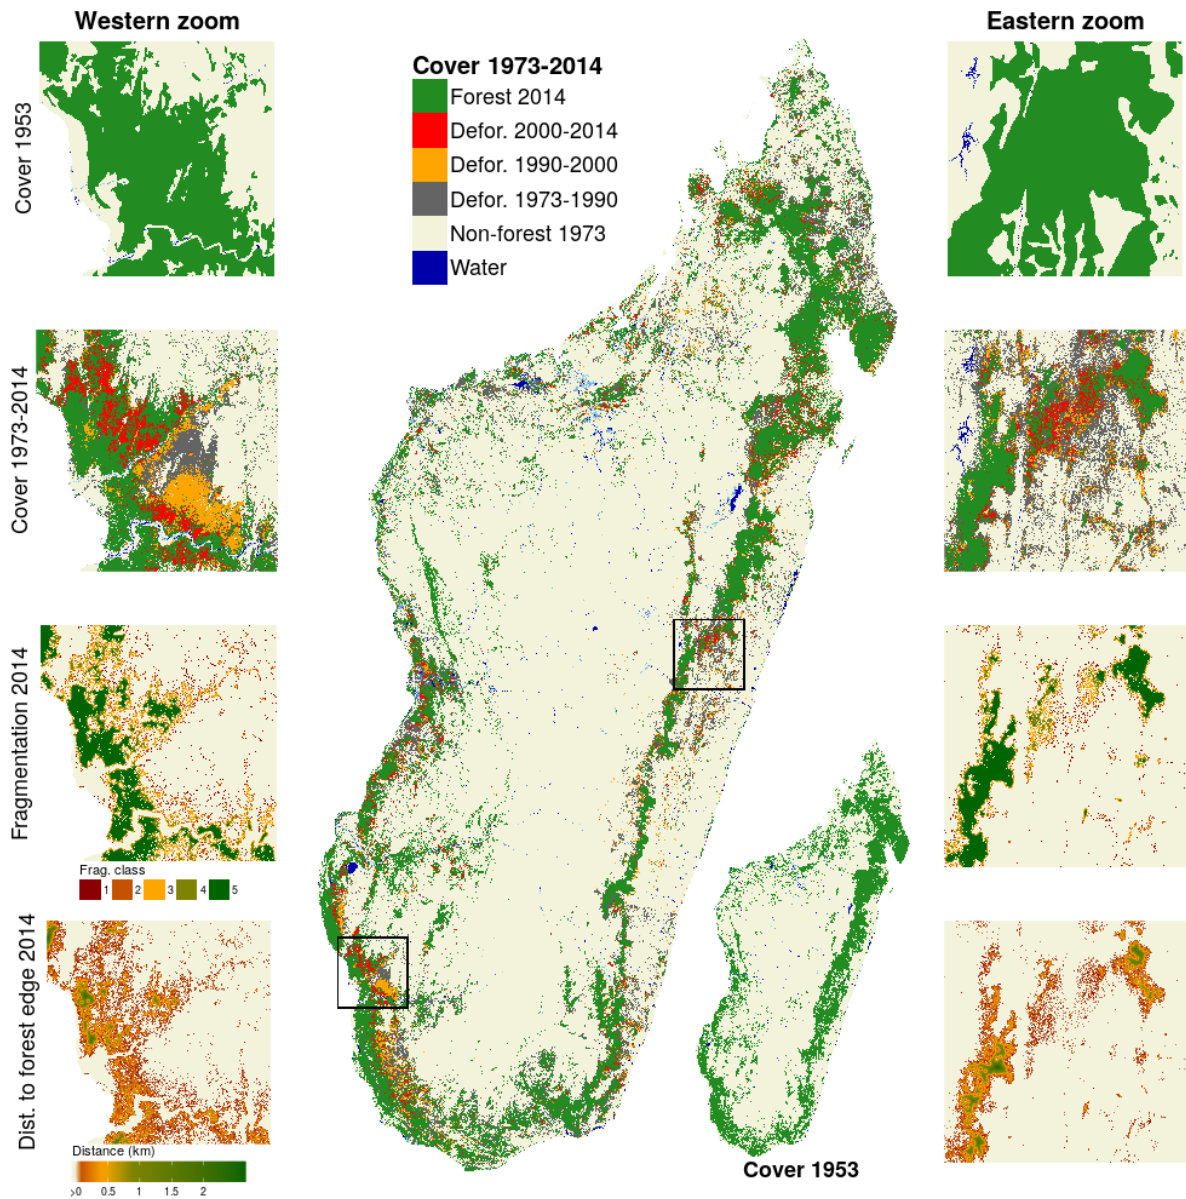 Western zoom
Eastern zoom
Cover 1953
Cover 1973-2014
Forest 2014
Defor. 2000-2014
Defor. 1990-2000
Defor. 1973-1990
Non-forest 1973
Water
Cover 1973-2014
Fragmentation 2014
Frag. class
1 2 3 4 5
Dist. to forest edge 2014
Distance (km)
>0 0.5 1 1.5 2
Cover 1953